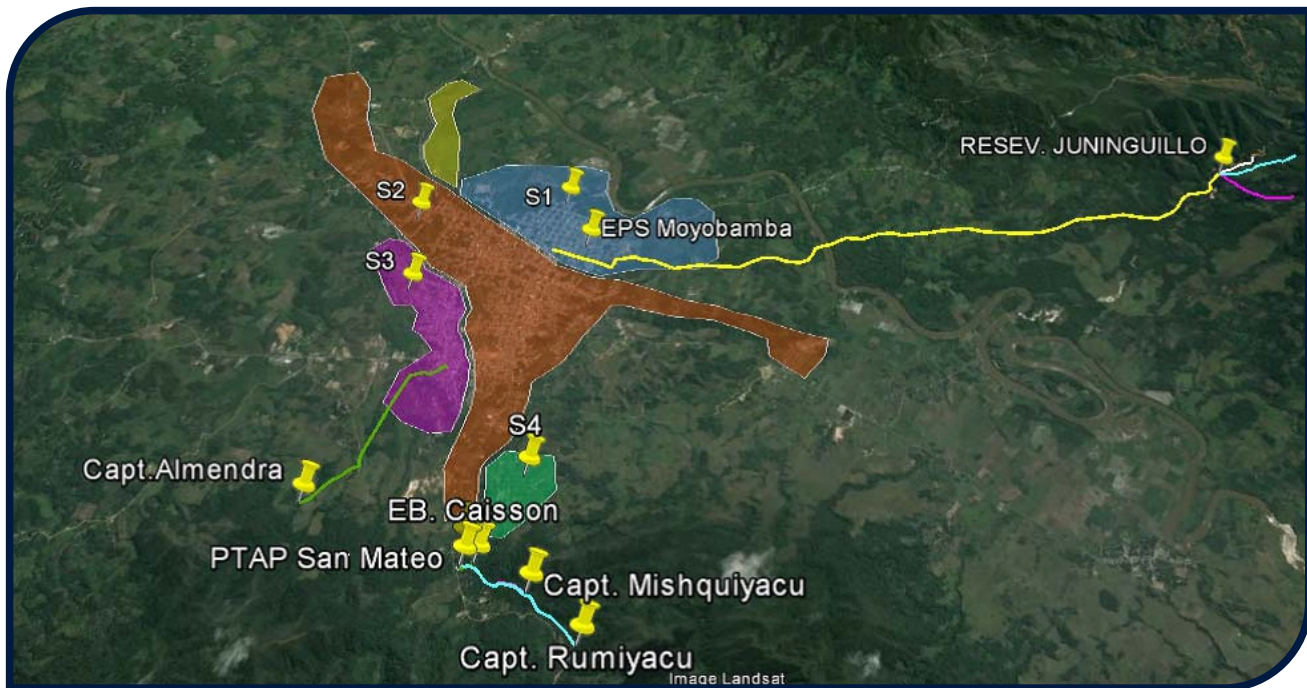 RESEV. JUNINGUILLO
S2
S1
EPS Moyobamba
S3
S4
Capt.Almendra
EB. Caisson
PTAP San Mateo
Capt. Mishquiyacu
Capt. Rumiyacu
Image Landsat